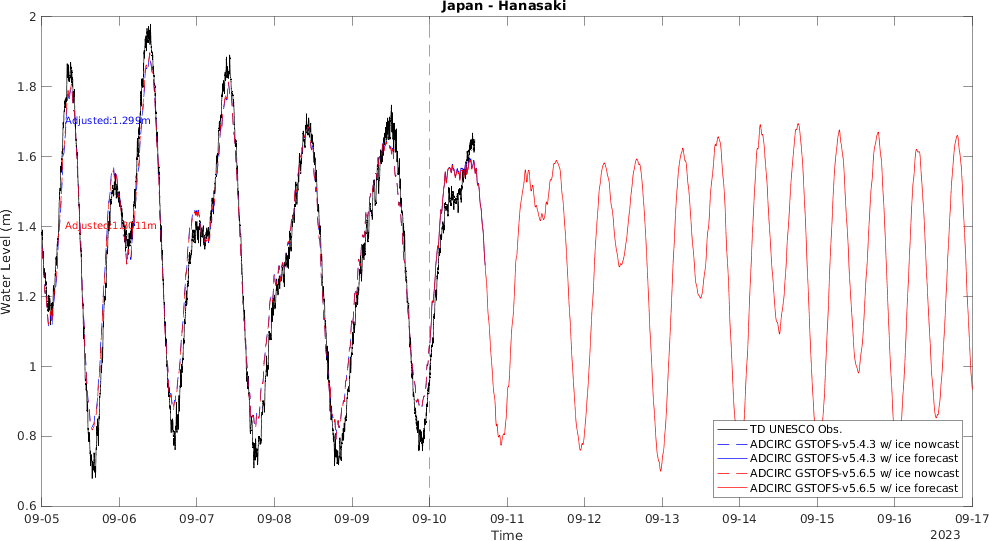 Japan - Hanasaki
Water Level (m)
2
1.8
1.6
1.4
1.2
1
0.8
0.6
Adjusted:1.299m
Adjusted:1.3011m
09-05
09-06
09-07
09-08
09-09
09-10
09-11
09-12
09-13
09-14
09-15
09-16
09-17
Time
2023
TD UNESCO Obs.
ADCIRC GSTOFS-v5.4.3 w/ ice nowcast
ADCIRC GSTOFS-v5.4.3 w/ ice forecast
ADCIRC GSTOFS-v5.6.5 w/ ice nowcast
ADCIRC GSTOFS-v5.6.5 w/ ice forecast